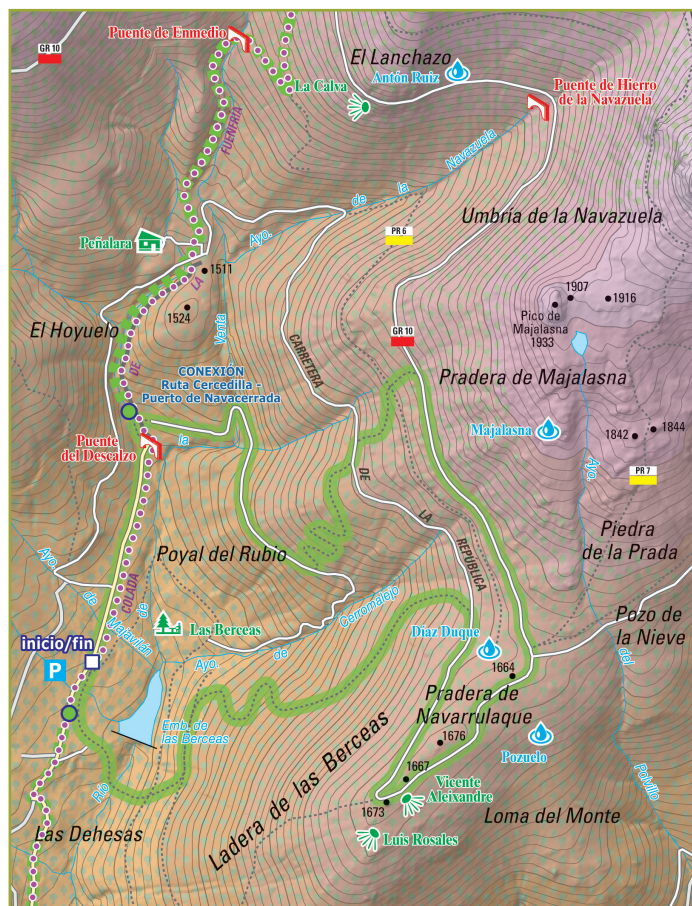 GR 10
Puente de Enmedio
El Lanchazo
Antón Ruiz
La Calva
Puente de Hierro
de la Navazuela
FUENFRÍA
Ayo.
de
la
Navazuela
Umbria de la Navazuela
PR 6
Peñalara
LA
1511
1524
1907
1916
Pico de
Majalasna
1933
El Hoyuelo
Venta
CARRETERA
GR 10
DE
CONEXIÓN
Ruta Cercedilla -
Puerto de Navacerrada
Pradera de Majalasna
Majalasna
1842
1844
Puente
del Descalzo
la
DE
Ayo.
PR 7
LA
REPÚBLICA
Piedra
de la Prada
Poyal del Rubio
Ayo.
de
Majavilán
COLADA
de
Cerromalejo
Pozo de
la Nieve
Las Berceas
inicio/fin
P
Ayo.
de
Díaz Duque
1664
del
Pradera de
Navarrulaque
Emb. de
las Berceas
1676
Pozuelo
Río
1667
Vicente
Aleixandre
Polvillo
1673
Loma del Monte
Las Dehesas
Ladera de las Berceas
Luis Rosales